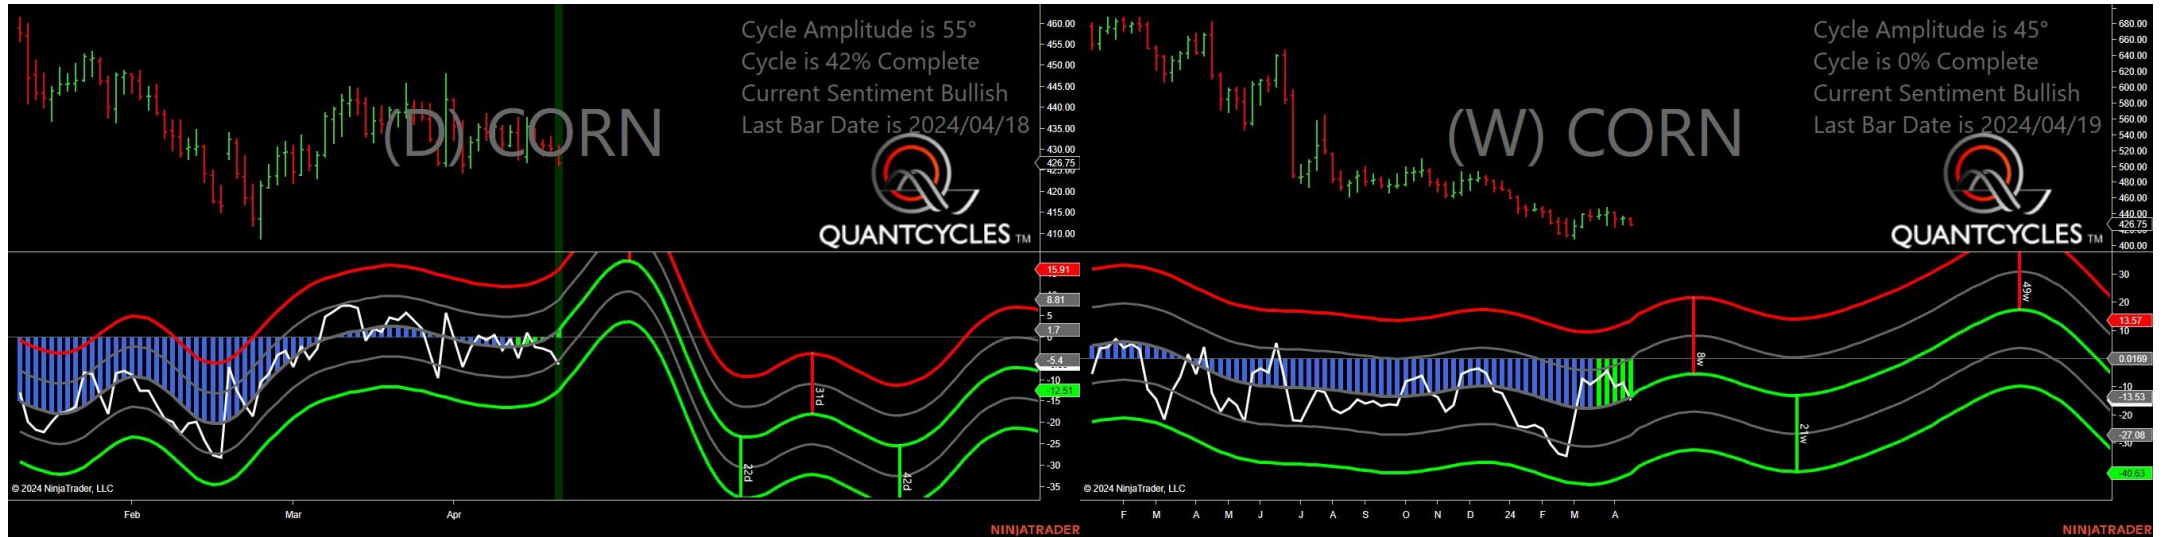 Cycle Amplitude is 55°
Cycle is 42% Complete
Current Sentiment Bullish
Last Bar Date is 2024/04/18
(D) CORN
QUANTCYCLES TM
460.00
455.00
450.00
445.00
440.00
435.00
430.00
426.75
425.00
420.00
415.00
410.00
15.91
8.81
5
1.7
0
-5.4
-10
-12.51
-15
-20
-25
-30
-35
22d
31d
42d
© 2024 NinjaTrader, LLC
Feb Mar Apr
NINJATRADER
Cycle Amplitude is 45°
Cycle is 0% Complete
Current Sentiment Bullish
Last Bar Date is 2024/04/19
(W) CORN
QUANTCYCLES TM
680.00
660.00
640.00
620.00
600.00
580.00
560.00
540.00
520.00
500.00
480.00
460.00
440.00
426.75
400.00
30
20
13.57
10
0.0169
-10
-13.53
-20
-27.08
-30
-40.63
8w
21w
49w
© 2024 NinjaTrader, LLC
F M A M J J A S O N D 24 F M A
NINJATRADER